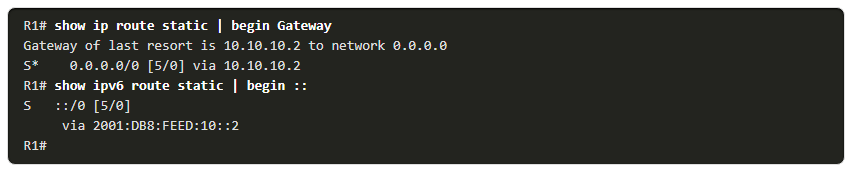 R1# show ip route static | begin Gateway
Gateway of last resort is 10.10.10.2 to network 0.0.0.0
S*    0.0.0.0/0 [5/0] via 10.10.10.2
R1# show ipv6 route static | begin ::
S   ::/0 [5/0]
     via 2001:DB8:FEED:10::2
R1#